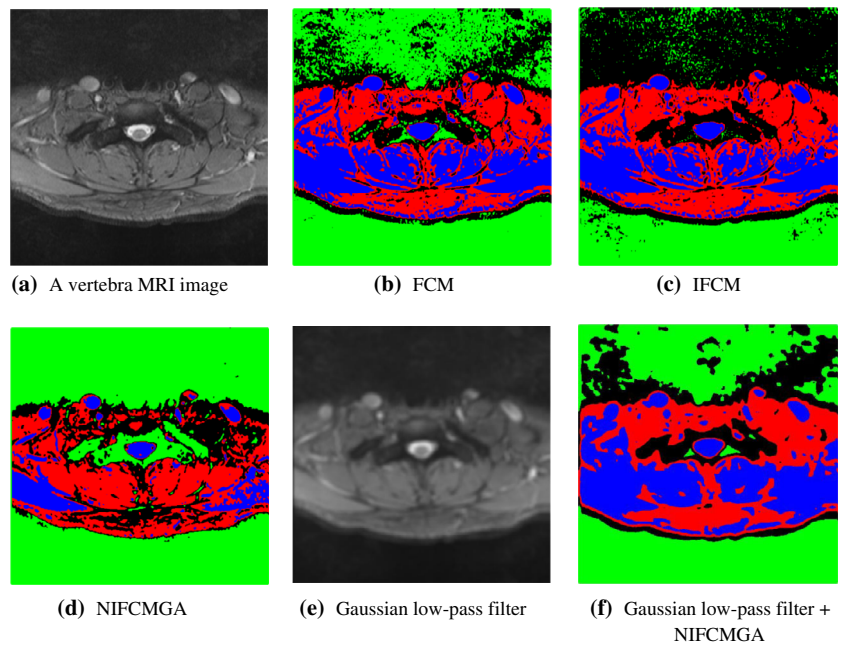 (a) A vertebra MRI image
(b) FCM
(c) IFCM
(d) NIFCMGA
(e) Gaussian low-pass filter
(f) Gaussian low-pass filter +
NIFCMGA